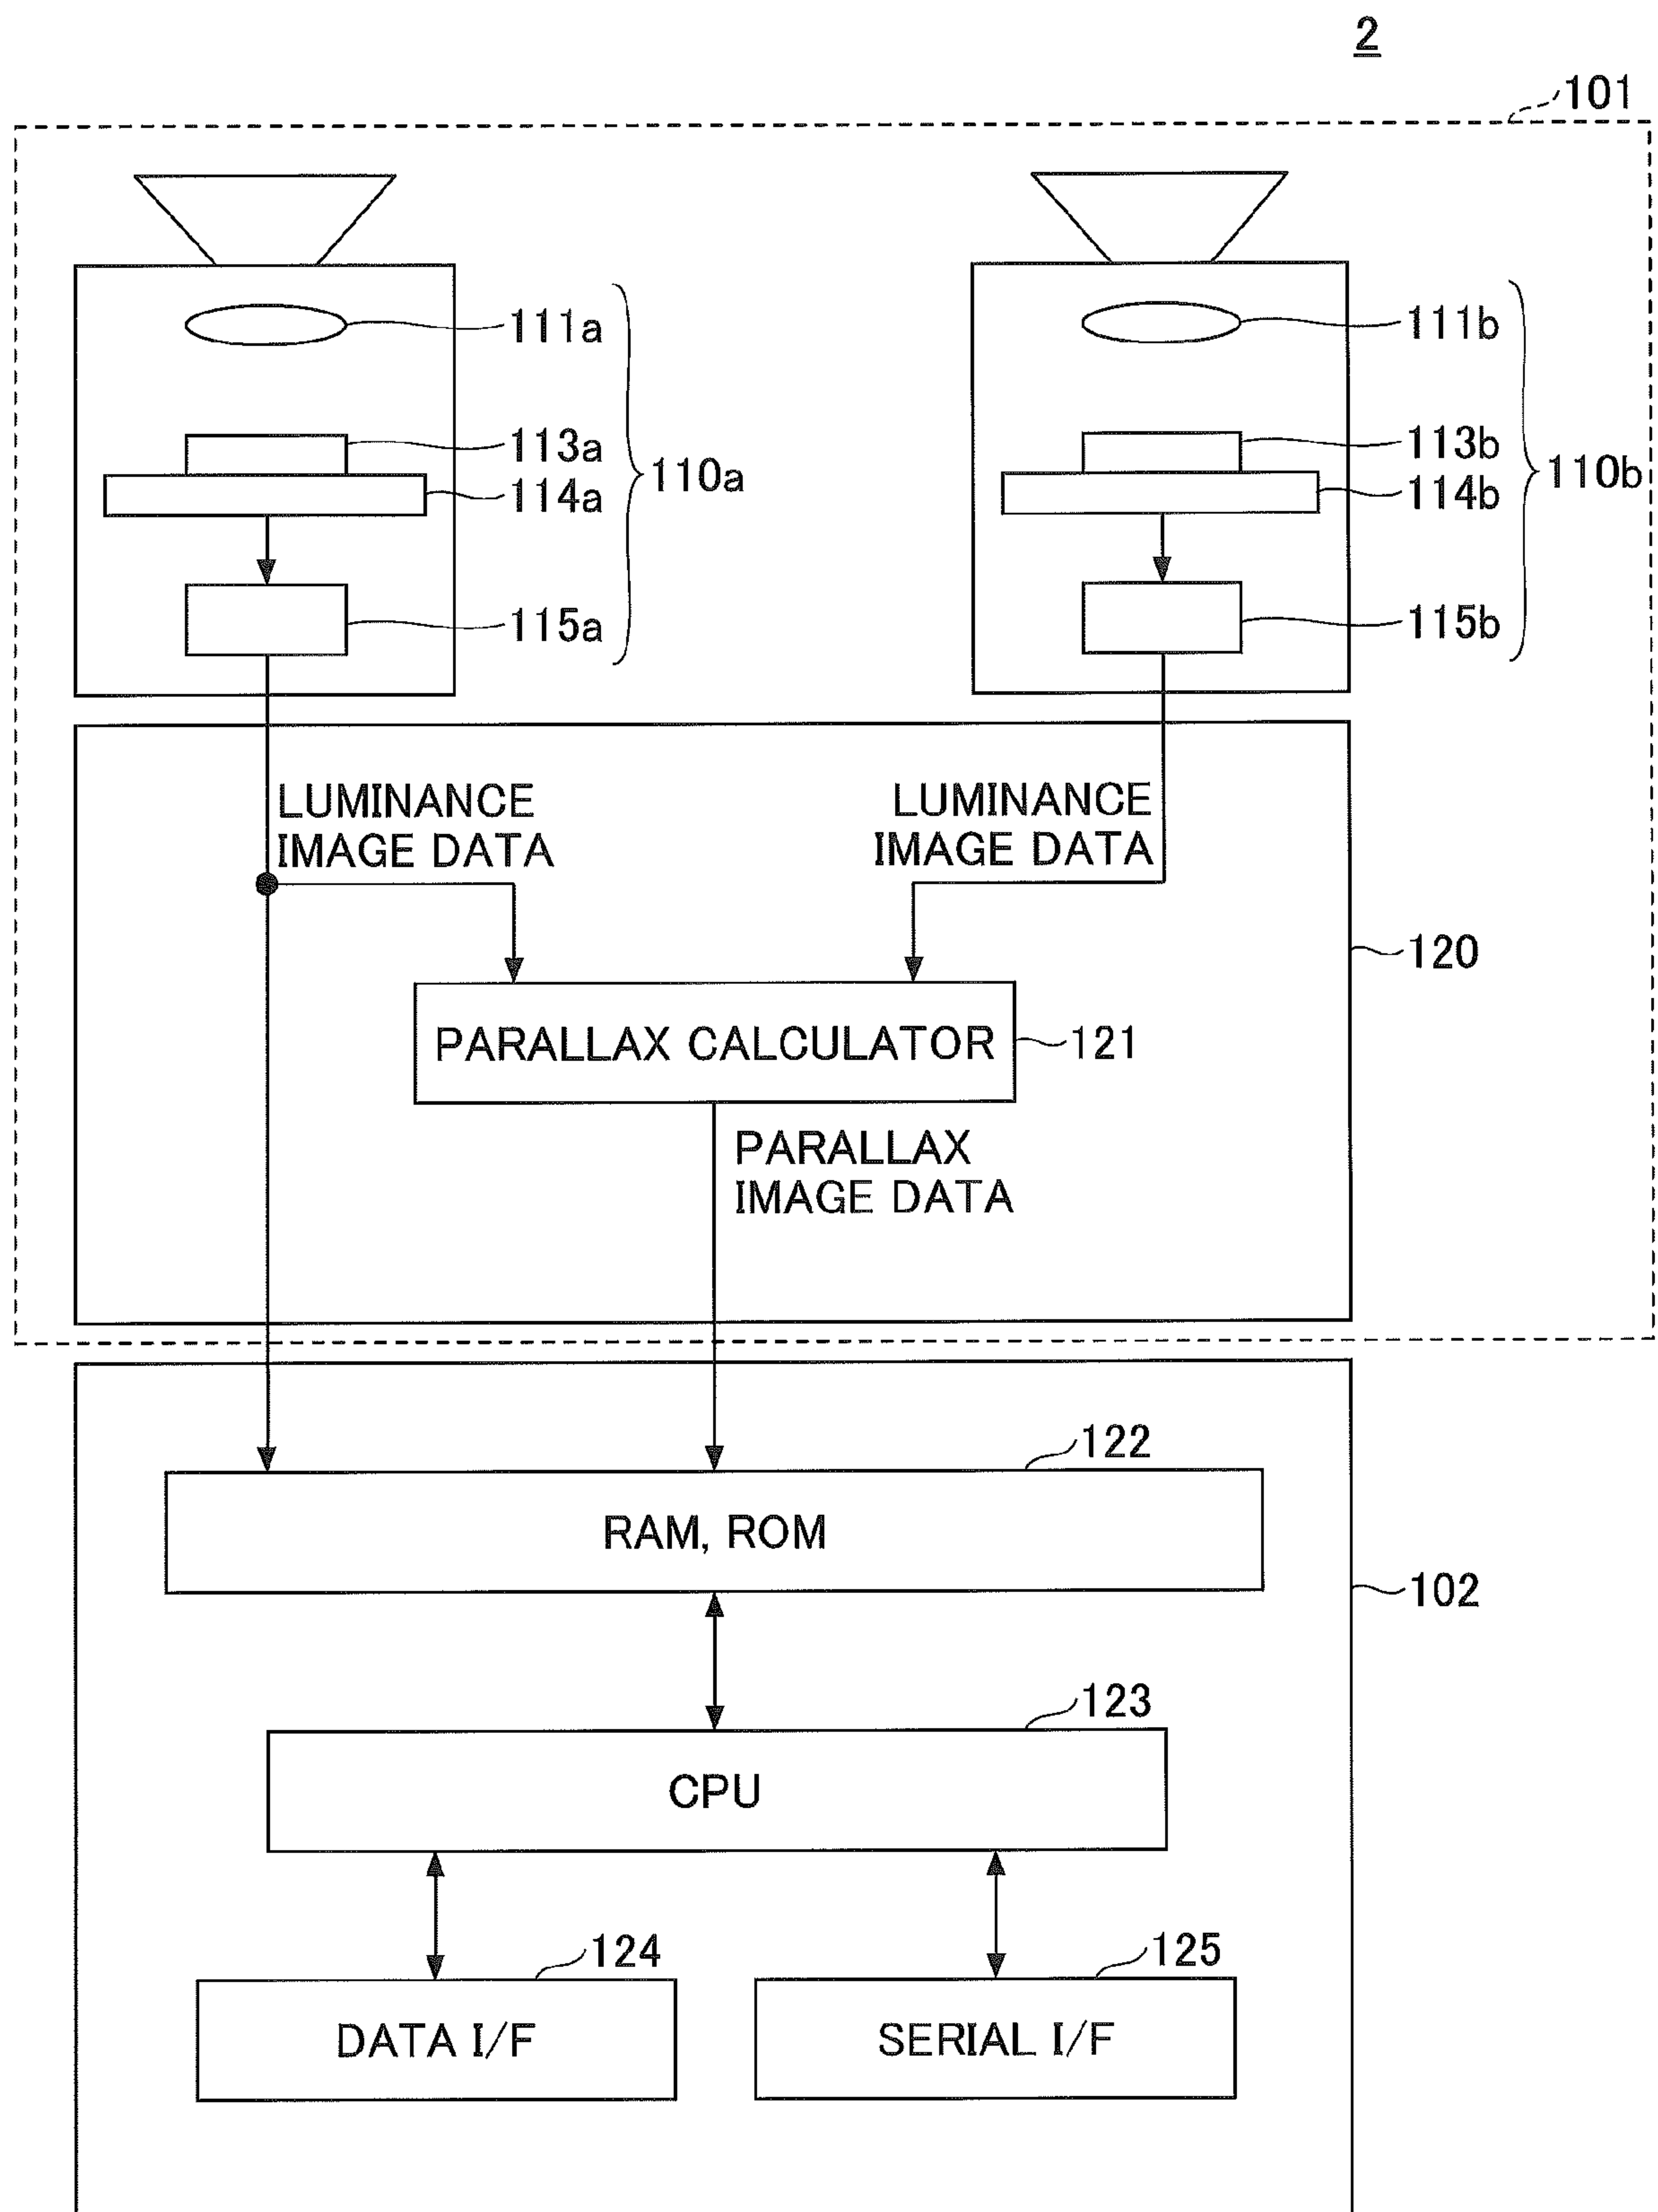 2
101
111a
111b
113a
113b
110a
110b
114a
114b
115a
115b
LUMINANCE
IMAGE DATA
LUMINANCE
IMAGE DATA
120
PARALLAX CALCULATOR
121
PARALLAX
IMAGE DATA
122
RAM, ROM
102
123
CPU
124
125
DATA I/F
SERIAL I/F